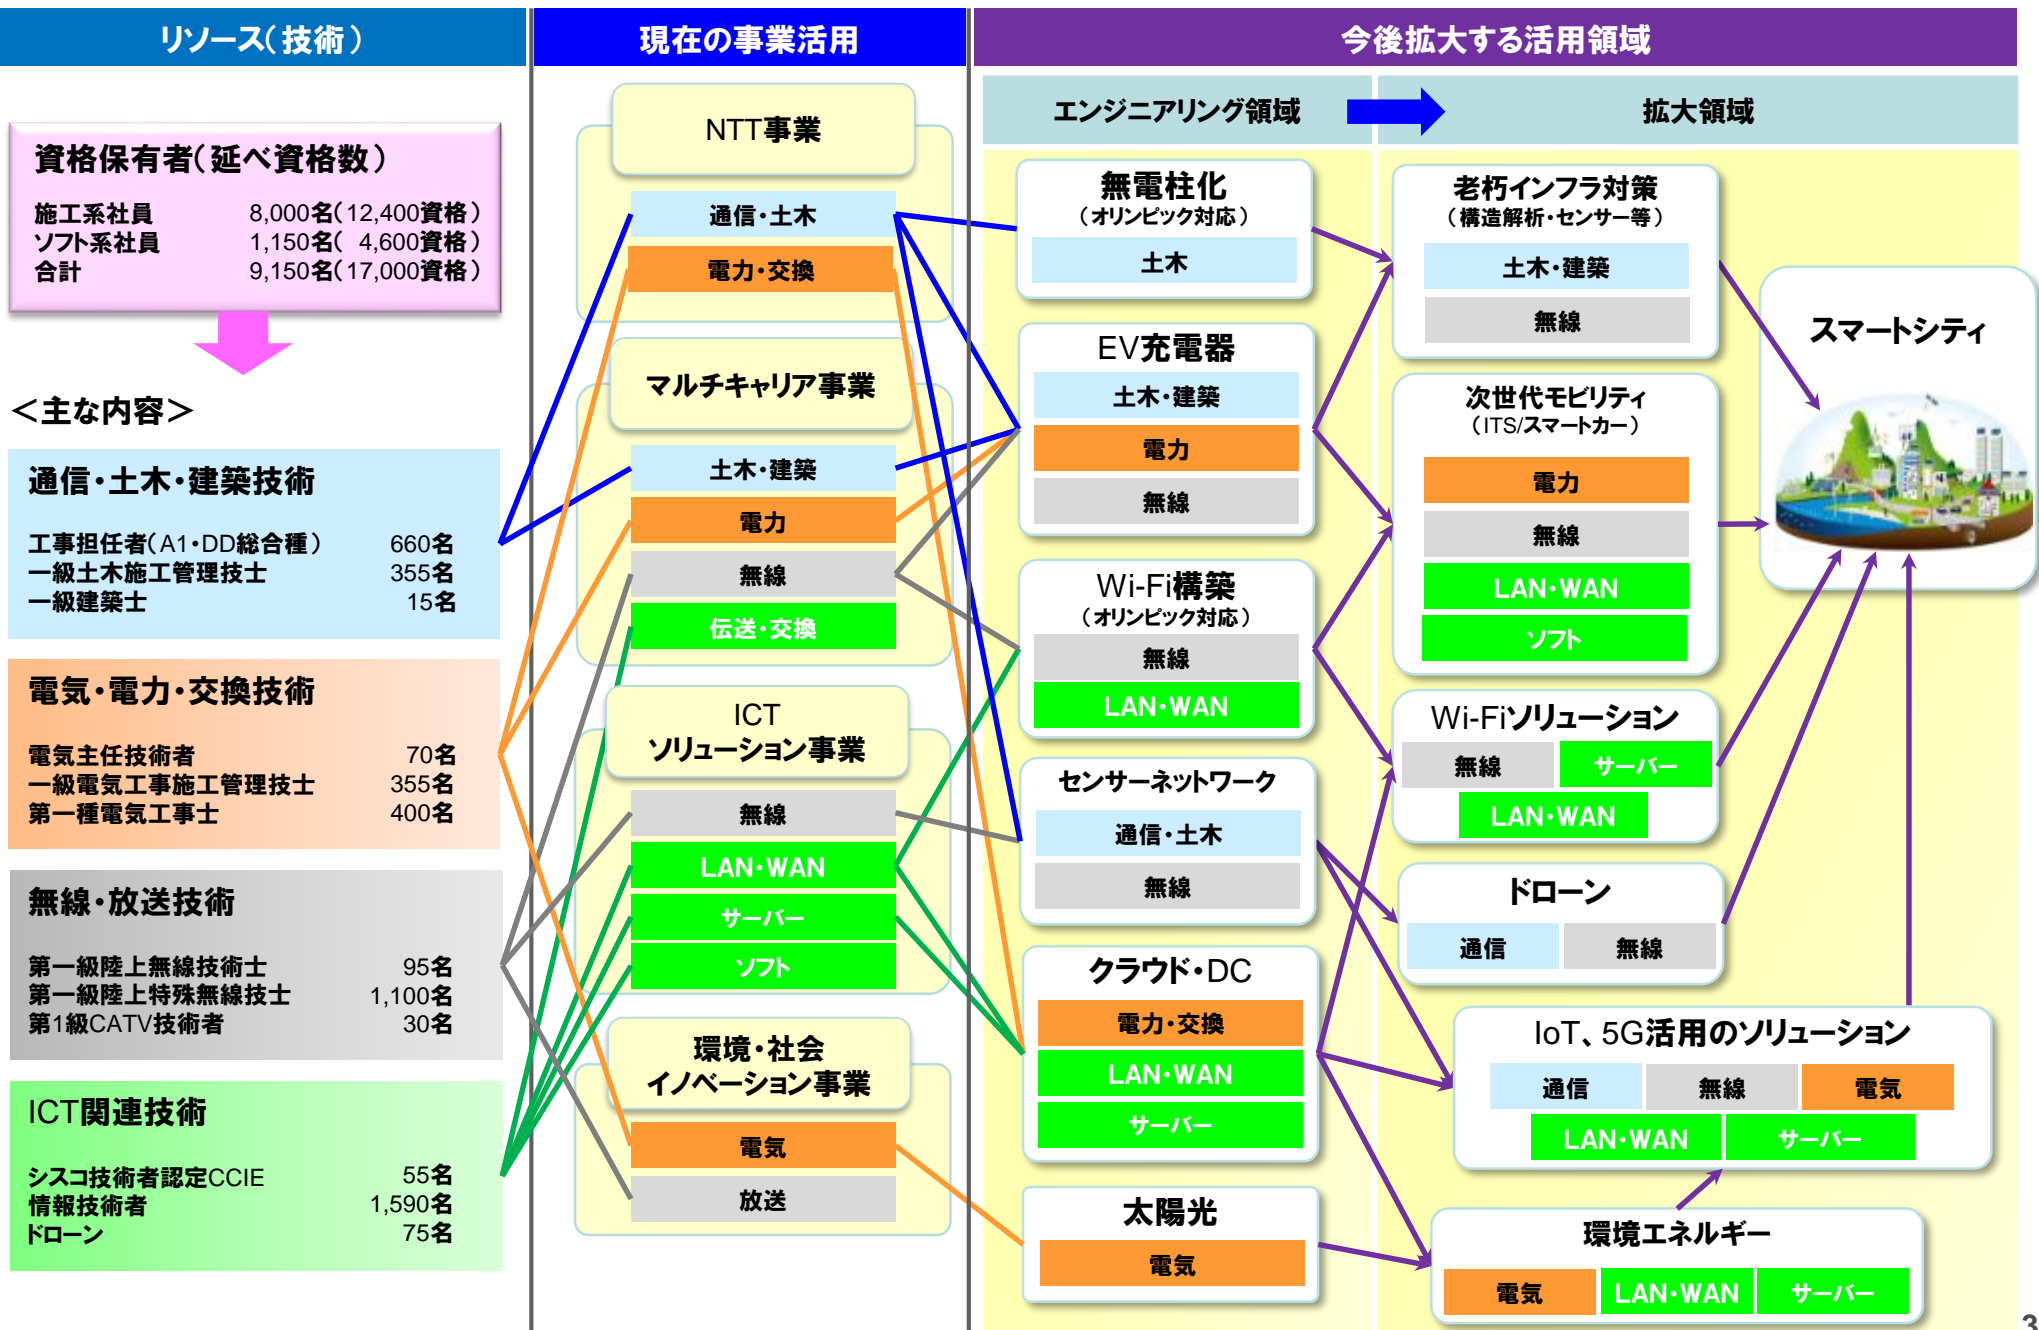 リソース（技術）
現在の事業活用
今後拡大する活用領域
エンジニアリング領域
拡大領域
資格保有者（延べ資格数）
施工系社員 8,000名（12,400資格）
ソフト系社員 1,150名（ 4,600資格）
合計 9,150名（17,000資格）
＜主な内容＞
通信・土木・建築技術
工事担任者（A1・DD総合種） 660名
一級土木施工管理技士 355名
一級建築士 15名
電気・電力・交換技術
電気主任技術者 70名
一級電気工事施工管理技士 355名
第一種電気工事士 400名
無線・放送技術
第一級陸上無線技術士 95名
第一級陸上特殊無線技士 1,100名
第1級CATV技術者 30名
ICT関連技術
シスコ技術者認定CCIE 55名
情報技術者 1,590名
ドローン 75名
NTT事業
通信・土木
電力・交換
マルチキャリア事業
土木・建築
電力
無線
伝送・交換
ICT
ソリューション事業
無線
LAN・WAN
サーバー
ソフト
環境・社会
イノベーション事業
電気
放送
無電柱化
（オリンピック対応）
土木
EV充電器
土木・建築
電力
無線
Wi-Fi構築
（オリンピック対応）
無線
LAN・WAN
センサーネットワーク
通信・土木
無線
クラウド・DC
電力・交換
LAN・WAN
サーバー
太陽光
電気
老朽インフラ対策
（構造解析・センサー等）
土木・建築
無線
次世代モビリティ
（ITS/スマートカー）
電力
無線
LAN・WAN
ソフト
Wi-Fiソリューション
無線 サーバー
LAN・WAN
ドローン
通信 無線
IoT、5G活用のソリューション
通信 無線 電気
LAN・WAN サーバー
環境エネルギー
電気 LAN・WAN サーバー
スマートシティ
3